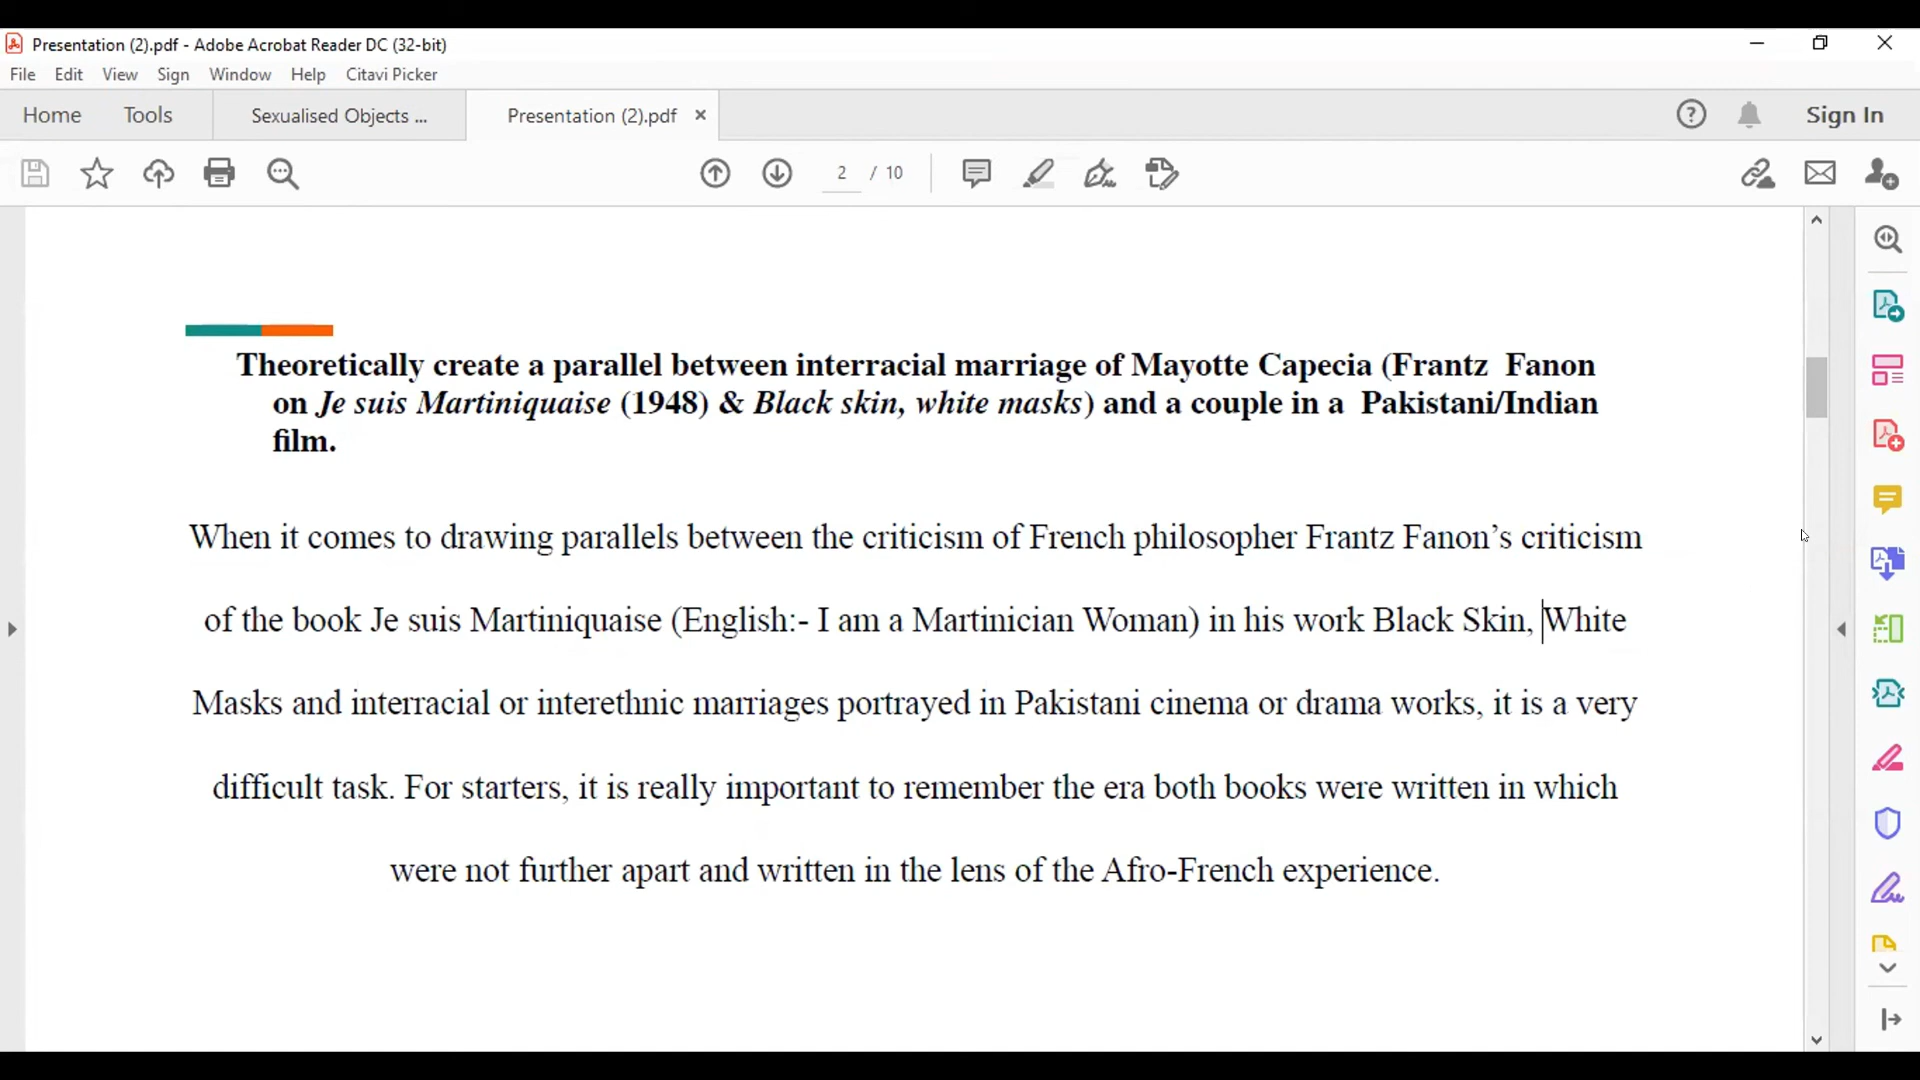 Presentation (2).pdf - Adobe Acrobat Reader DC (32-bit)
File Edit View Sign Window Help Citavi Picker
Home Tools Sexualised Objects ... Presentation (2).pdf × Sign In
2 / 10
Theoretically create a parallel between interracial marriage of Mayotte Capecia (Frantz Fanon
on Je suis Martiniquaise (1948) & Black skin, white masks) and a couple in a Pakistani/Indian
film.
When it comes to drawing parallels between the criticism of French philosopher Frantz Fanon’s criticism
of the book Je suis Martiniquaise (English:- I am a Martinician Woman) in his work Black Skin, White
Masks and interracial or interethnic marriages portrayed in Pakistani cinema or drama works, it is a very
difficult task. For starters, it is really important to remember the era both books were written in which
were not further apart and written in the lens of the Afro-French experience.